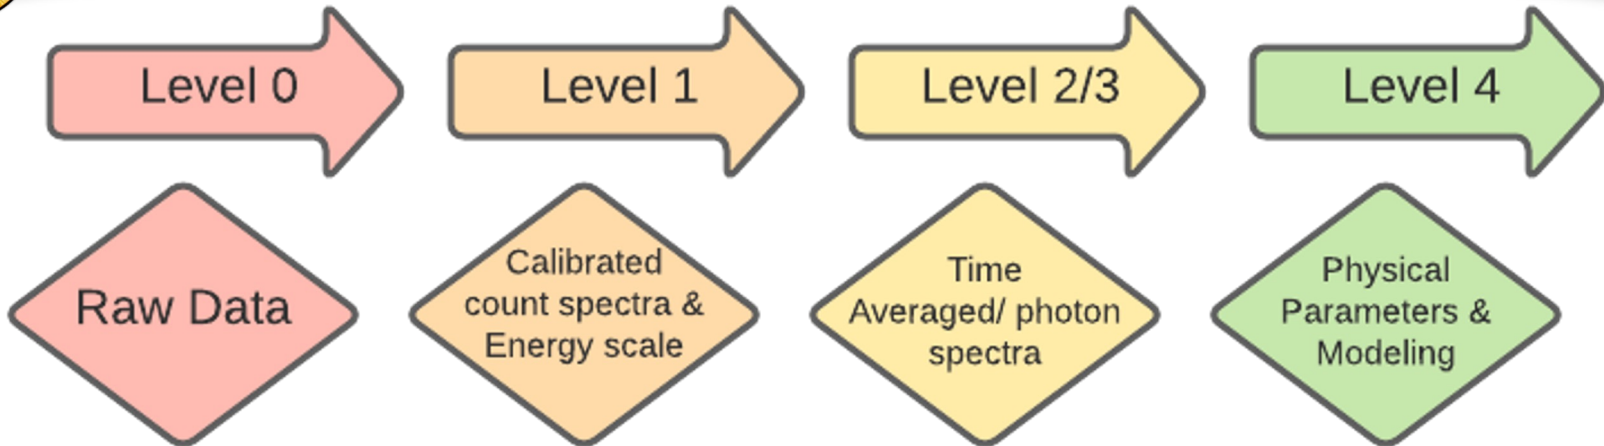 Level 0
Level 1
Level 2/3
Level 4
Raw Data
Calibrated
count spectra &
Energy scale
Time
Averaged/ photon
spectra
Physical
Parameters &
Modeling